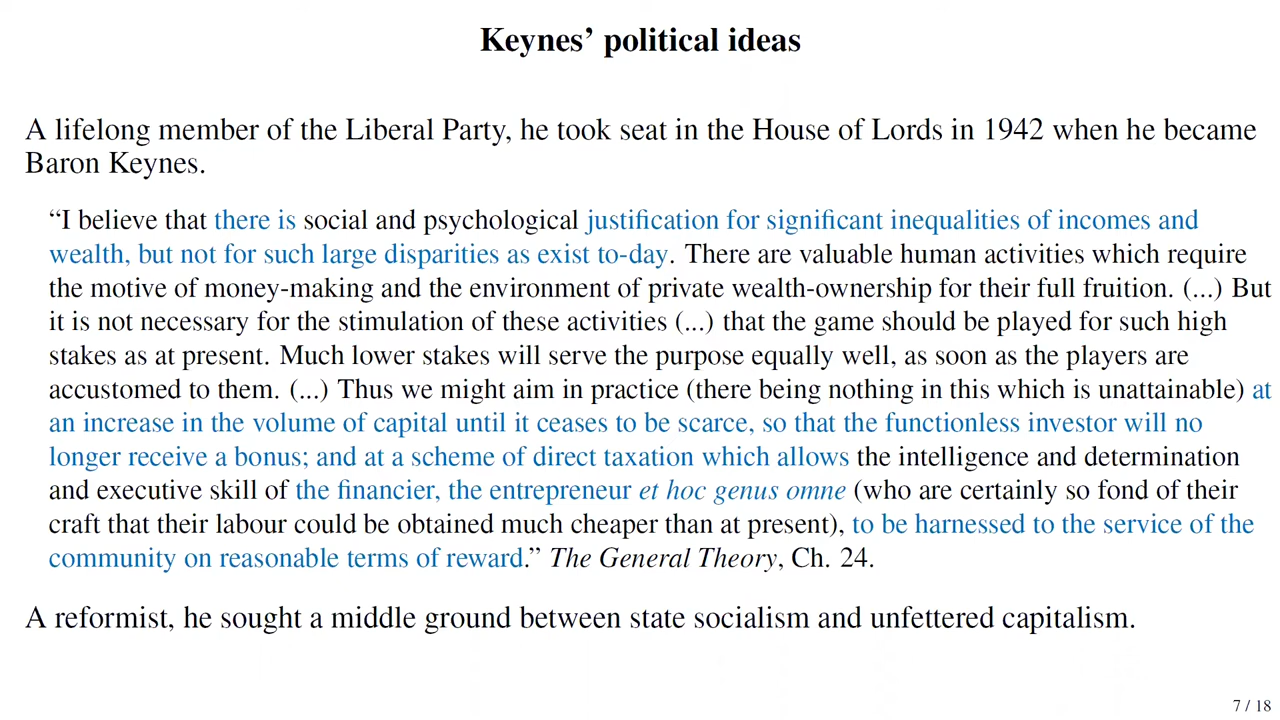 Keynes’ political ideas
A lifelong member of the Liberal Party, he took seat in the House of Lords in 1942 when he became
Baron Keynes.
“I believe that there is social and psychological justification for significant inequalities of incomes and
wealth, but not for such large disparities as exist to-day. There are valuable human activities which require
the motive of money-making and the environment of private wealth-ownership for their full fruition. (...) But
it is not necessary for the stimulation of these activities (...) that the game should be played for such high
stakes as at present. Much lower stakes will serve the purpose equally well, as soon as the players are
accustomed to them. (...) Thus we might aim in practice (there being nothing in this which is unattainable) at
an increase in the volume of capital until it ceases to be scarce, so that the functionless investor will no
longer receive a bonus; and at a scheme of direct taxation which allows the intelligence and determination
and executive skill of the financier, the entrepreneur et hoc genus omne (who are certainly so fond of their
craft that their labour could be obtained much cheaper than at present), to be harnessed to the service of the
community on reasonable terms of reward.” The General Theory, Ch. 24.
A reformist, he sought a middle ground between state socialism and unfettered capitalism.
7 / 18